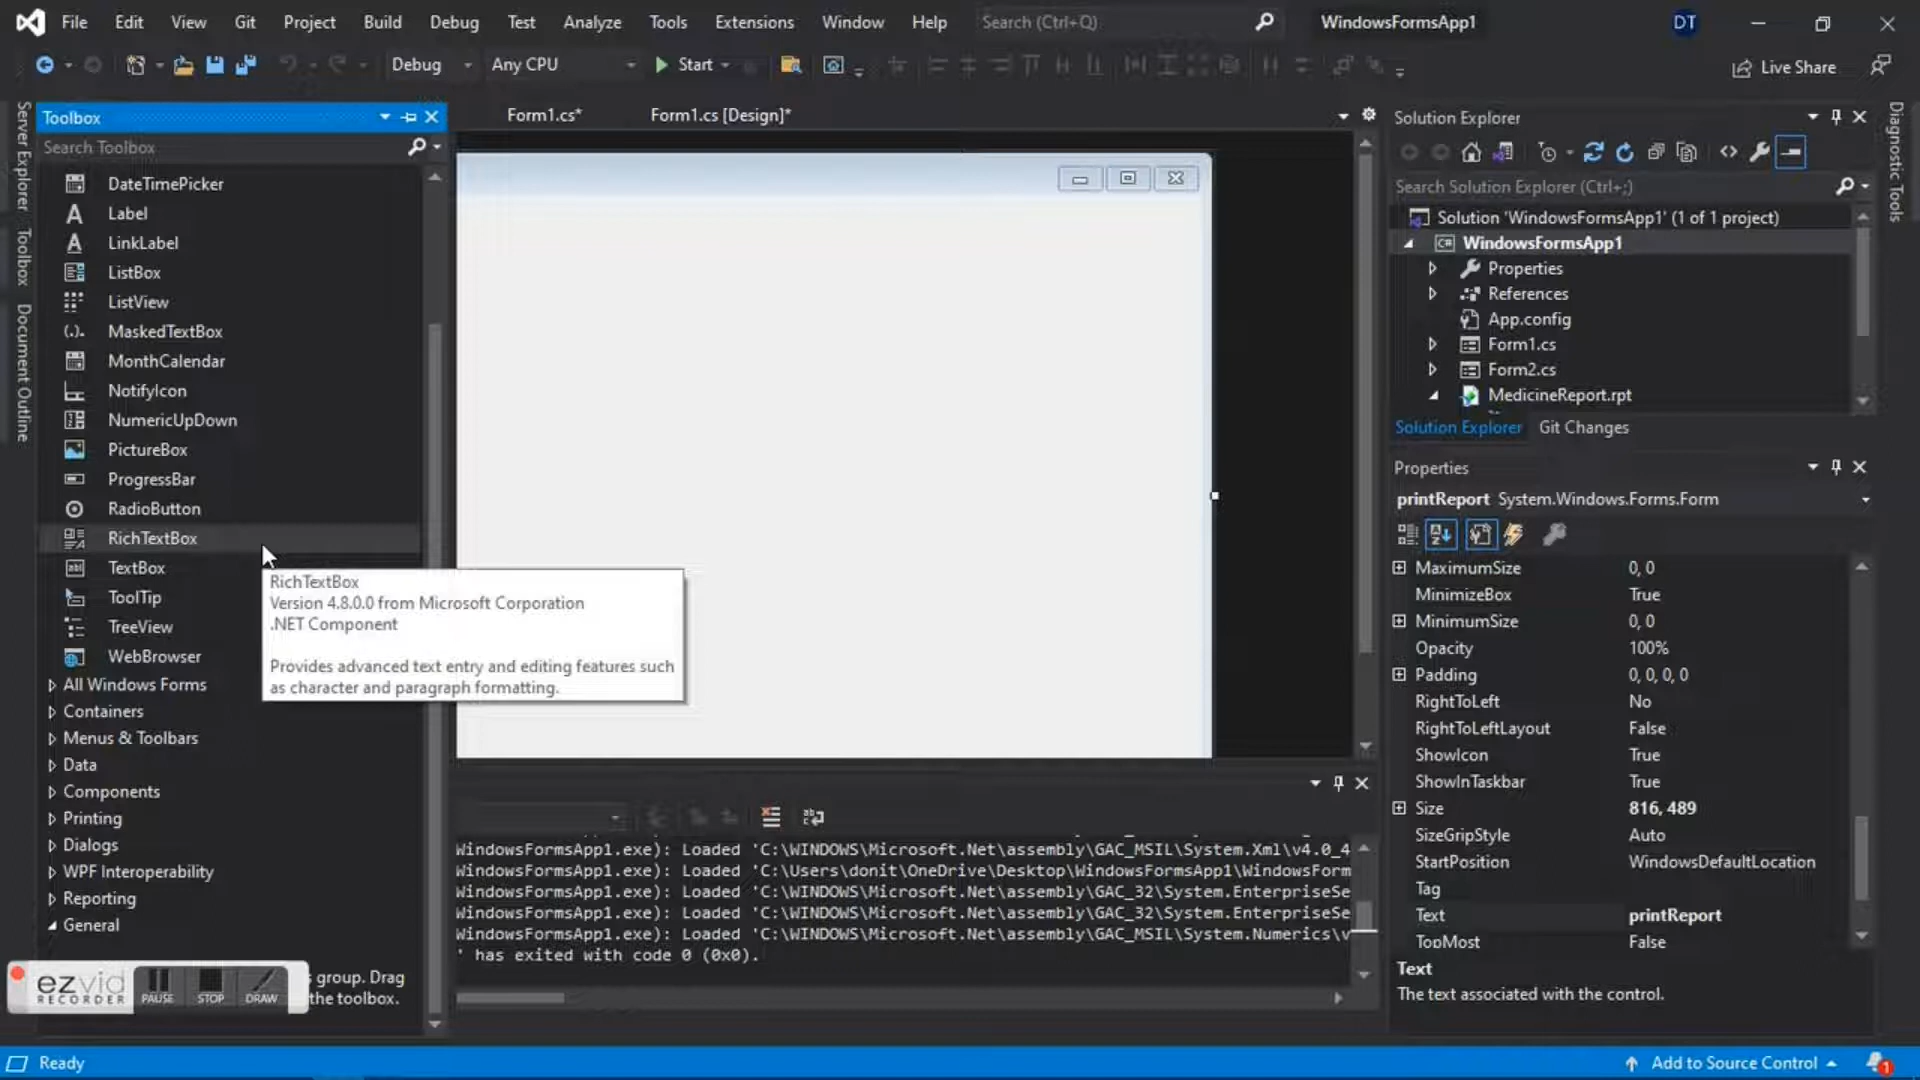 File Edit View Git Project Build Debug Test Analyze Tools Extensions Window Help Search (Ctrl+Q) WindowsFormsApp1 DT
Debug Any CPU Start Live Share
Server Explorer
Toolbox
Document Outline
Toolbox
Search Toolbox
DateTimePicker
Label
LinkLabel
ListBox
ListView
MaskedTextBox
MonthCalendar
NotifyIcon
NumericUpDown
PictureBox
ProgressBar
RadioButton
RichTextBox
TextBox
ToolTip
TreeView
WebBrowser
All Windows Forms
Containers
Menus & Toolbars
Data
Components
Printing
Dialogs
WPF Interoperability
Reporting
General
s group. Drag
the toolbox.
ezvid
RECORDER
PAUSE STOP DRAW
Form1.cs* Form1.cs [Design]*
RichTextBox
Version 4.8.0.0 from Microsoft Corporation
.NET Component
Provides advanced text entry and editing features such
as character and paragraph formatting.
WindowsFormsApp1.exe): Loaded 'C:\WINDOWS\Microsoft.Net\assembly\GAC_MSIL\System.Xml\v4.0_4
WindowsFormsApp1.exe): Loaded 'C:\Users\donit\OneDrive\Desktop\WindowsFormsApp1\WindowsForm
WindowsFormsApp1.exe): Loaded 'C:\WINDOWS\Microsoft.Net\assembly\GAC_32\System.EnterpriseSe
WindowsFormsApp1.exe): Loaded 'C:\WINDOWS\Microsoft.Net\assembly\GAC_32\System.EnterpriseSe
WindowsFormsApp1.exe): Loaded 'C:\WINDOWS\Microsoft.Net\assembly\GAC_MSIL\System.Numerics\v
' has exited with code 0 (0x0).
Solution Explorer
Search Solution Explorer (Ctrl+;)
Solution 'WindowsFormsApp1' (1 of 1 project)
WindowsFormsApp1
Properties
References
App.config
Form1.cs
Form2.cs
MedicineReport.rpt
Solution Explorer Git Changes
Properties
printReport System.Windows.Forms.Form
MaximumSize 0, 0
MinimizeBox True
MinimumSize 0, 0
Opacity 100%
Padding 0, 0, 0, 0
RightToLeft No
RightToLeftLayout False
ShowIcon True
ShowInTaskbar True
Size 816, 489
SizeGripStyle Auto
StartPosition WindowsDefaultLocation
Tag
Text printReport
TopMost False
Text
The text associated with the control.
Diagnostic Tools
Ready Add to Source Control 1